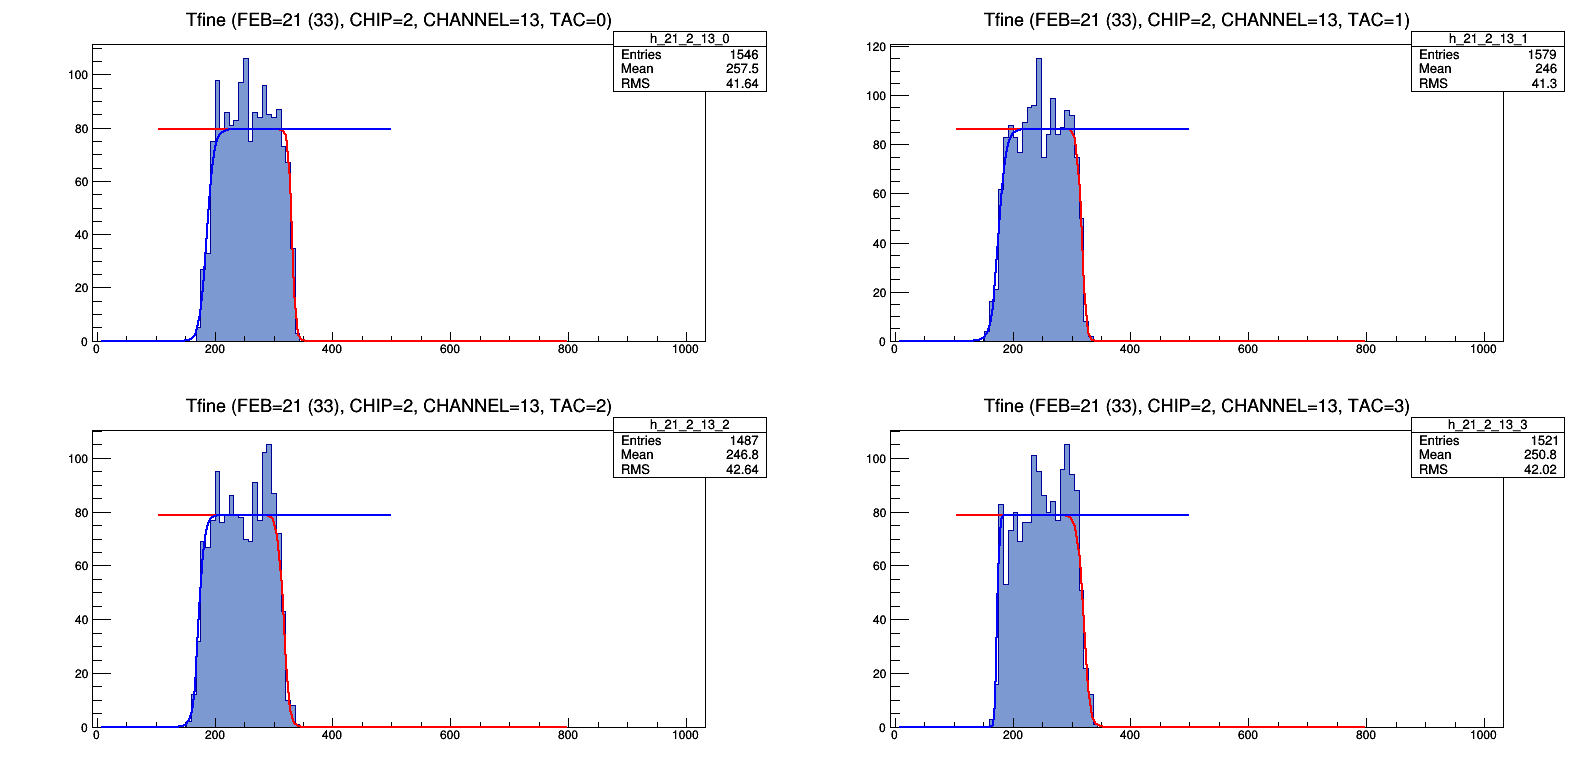 Tfine (FEB=21 (33), CHIP=2, CHANNEL=13, TAC=0)
h_21_2_13_0
Entries 1546
Mean 257.5
RMS 41.64
100
80
60
40
20
0
0 200 400 600 800 1000
Tfine (FEB=21 (33), CHIP=2, CHANNEL=13, TAC=1)
h_21_2_13_1
Entries 1579
Mean 246
RMS 41.3
120
100
80
60
40
20
0
0 200 400 600 800 1000
Tfine (FEB=21 (33), CHIP=2, CHANNEL=13, TAC=2)
h_21_2_13_2
Entries 1487
Mean 246.8
RMS 42.64
100
80
60
40
20
0
0 200 400 600 800 1000
Tfine (FEB=21 (33), CHIP=2, CHANNEL=13, TAC=3)
h_21_2_13_3
Entries 1521
Mean 250.8
RMS 42.02
100
80
60
40
20
0
0 200 400 600 800 1000